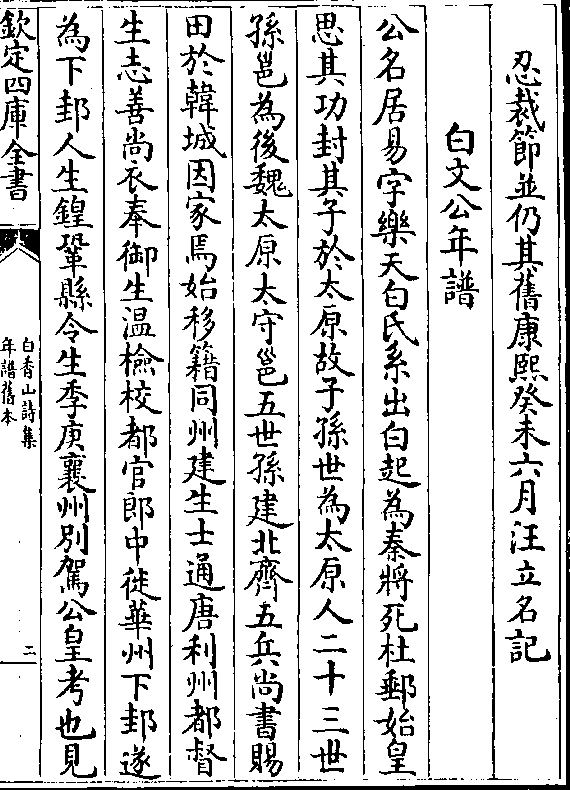 忍裁節並仍其舊康熙癸未六月汪立名記
白文公年譜
公名居易字樂天白氏系出白起為秦將死杜郵始皇
思其功封其子於太原故子孫世為太原人二十三世
孫邕為後魏太原太守邕五世孫建北齊五兵尚書賜
田於韓城因家焉始移籍同州建生士通唐利州都督
生志善尚衣奉御生溫檢校都官郎中徙華州下邽遂
為下邽人生鍠鞏縣令生季庚襄州別駕公皇考也見
欽定四庫全書
白香山詩集
年譜舊本
二